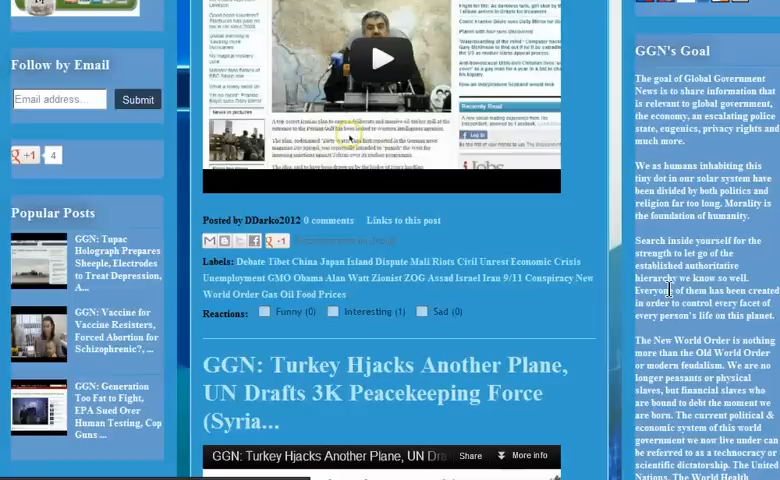 Follow by Email
Email address...
Submit
+1
4
Popular Posts
GGN: Tupac
Holograph Prepares
Sheeple, Electrodes
to Treat Depression,
A...
GGN: Vaccine for
Vaccine Resisters,
Forced Abortion for
Schizophrenic?, ...
GGN: Generation
Too Fat to Fight,
EPA Sued Over
Human Testing, Cop
Guns ...
News in pictures
Recently Read
Log in
Jobs
Posted by DDarko2012 0 comments Links to this post
+1
Labels: Debate Tibet China Japan Island Dispute Mali Riots Civil Unrest Economic Crisis
Unemployment GMO Obama Alan Watt Zionist ZOG Assad Israel Iran 9/11 Conspiracy New
World Order Gas Oil Food Prices
Reactions: Funny (0) Interesting (1) Sad (0)
GGN: Turkey Hjacks Another Plane,
UN Drafts 3K Peacekeeping Force
(Syria...
GGN: Turkey Hjacks Another Plane, UN Dra
Share
More info
GGN's Goal
The goal of Global Government
News is to share information that
is relevant to global government,
the economy, an escalating police
state, eugenics, privacy rights and
much more.
We as humans inhabiting this
tiny dot in our solar system have
been divided by both politics and
religion far too long. Morality is
the foundation of humanity.
Search inside yourself for the
strength to let go of the
established authoritative
hierarchy we know so well.
Everyone of them has been created
in order to control every facet of
every person's life on this planet.
The New World Order is nothing
more than the Old World Order
or modern feudalism. We are no
longer peasants or physical
slaves, but financial slaves who
are bound to debt the moment we
are born. The current political &
economic system of this world
government we now live under can
be referred to as a technocracy or
scientific dictatorship. The United
Nations, The World Health